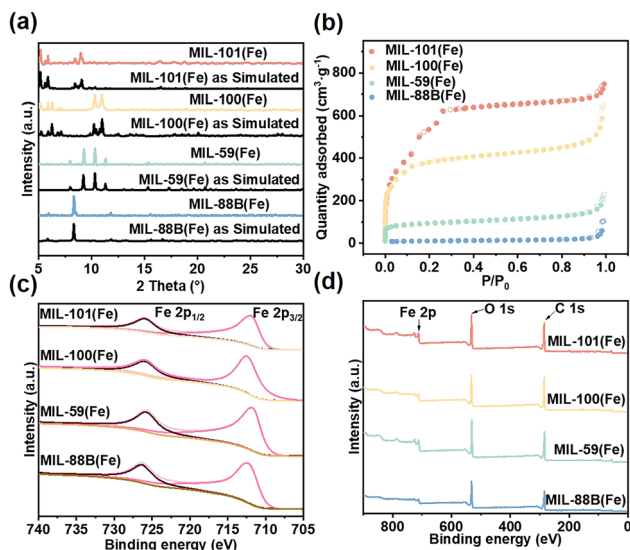 (a)
MIL-101(Fe)
MIL-101(Fe) as Simulated
MIL-100(Fe)
MIL-100(Fe) as Simulated
MIL-59(Fe)
MIL-59(Fe) as Simulated
MIL-88B(Fe)
MIL-88B(Fe) as Simulated
Intensity (a.u.)
5 10 15 20 25 30
2 Theta (°)
(b)
MIL-101(Fe)
MIL-100(Fe)
MIL-59(Fe)
MIL-88B(Fe)
Quantity adsorbed (cm³·g⁻¹)
800
600
400
200
0
0.0 0.2 0.4 0.6 0.8 1.0
P/P₀
(c)
Fe 2p₁/₂ Fe 2p₃/₂
MIL-101(Fe)
MIL-100(Fe)
MIL-59(Fe)
MIL-88B(Fe)
Intensity (a.u.)
740 735 730 725 720 715 710 705
Binding energy (eV)
(d)
Fe 2p O 1s C 1s
MIL-101(Fe)
MIL-100(Fe)
MIL-59(Fe)
MIL-88B(Fe)
Intensity (a.u.)
800 600 400 200 0
Binding energy (eV)